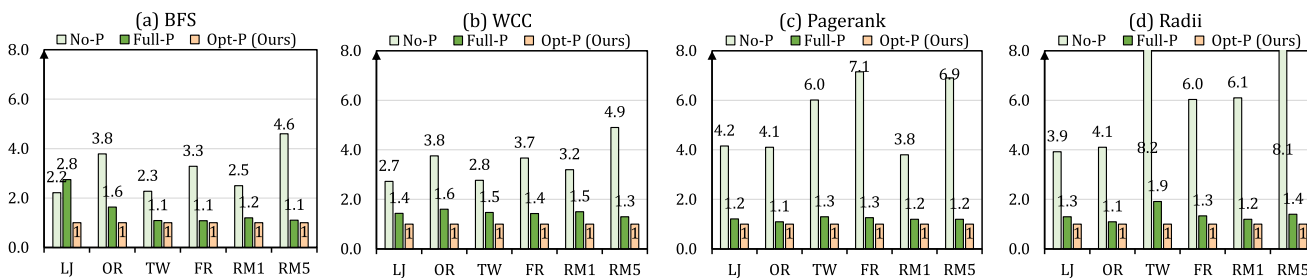 (a) BFS
No-P Full-P Opt-P (Ours)
8.0
6.0
4.0
2.0
0.0
2.2 2.8 1
3.8 1.6 1
2.3 1.1 1
3.3 1.1 1
2.5 1.2 1
4.6 1.1 1
LJ OR TW FR RM1 RM5
(b) WCC
No-P Full-P Opt-P (Ours)
8.0
6.0
4.0
2.0
0.0
2.7 1.4 1
3.8 1.6 1
2.8 1.5 1
3.7 1.4 1
3.2 1.5 1
4.9 1.3 1
LJ OR TW FR RM1 RM5
(c) Pagerank
No-P Full-P Opt-P (Ours)
8.0
6.0
4.0
2.0
0.0
4.2 1.2 1
4.1 1.1 1
6.0 1.3 1
7.1 1.3 1
3.8 1.2 1
6.9 1.2 1
LJ OR TW FR RM1 RM5
(d) Radii
No-P Full-P Opt-P (Ours)
8.0
6.0
4.0
2.0
0.0
3.9 1.3 1
4.1 1.1 1
8.2 1.9 1
6.0 1.3 1
6.1 1.2 1
8.1 1.4 1
LJ OR TW FR RM1 RM5